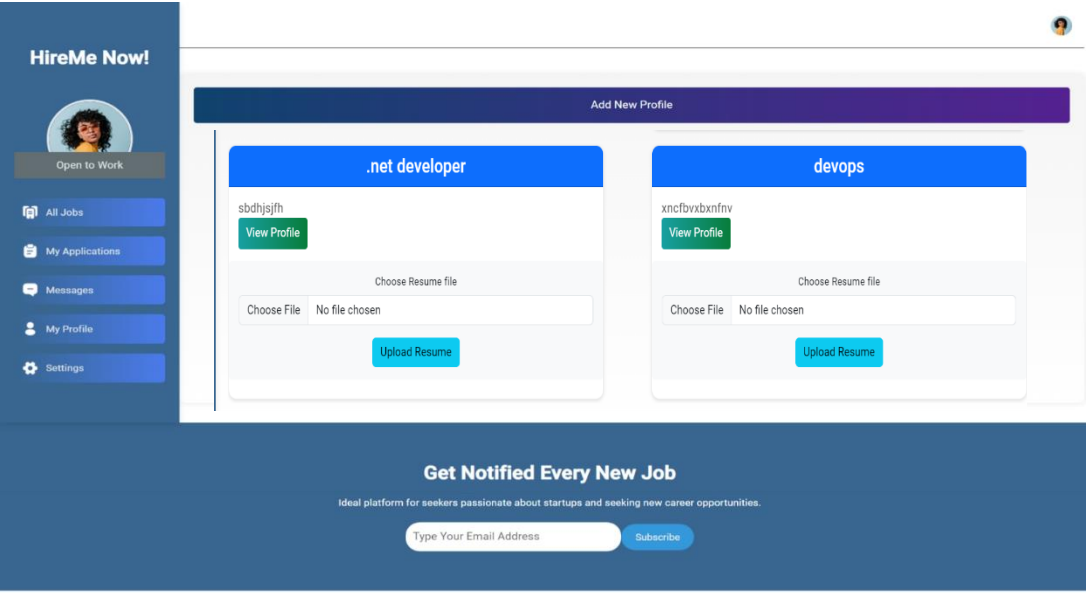 HireMe Now!
Open to Work
All Jobs
My Applications
Messages
My Profile
Settings
Add New Profile
.net developer
sbdhjsjfh
View Profile
Choose Resume file
Choose File No file chosen
Upload Resume
devops
xncfbvxbxnfnv
View Profile
Choose Resume file
Choose File No file chosen
Upload Resume
Get Notified Every New Job
Ideal platform for seekers passionate about startups and seeking new career opportunities.
Type Your Email Address
Subscribe